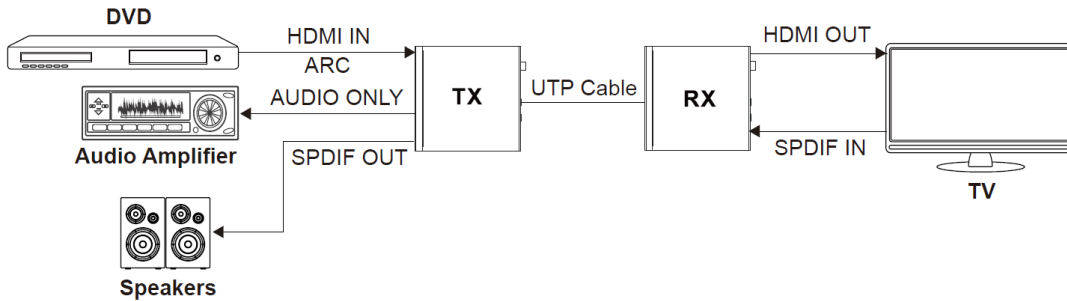 DVD
HDMI IN
ARC
AUDIO ONLY
Audio Amplifier
SPDIF OUT
Speakers
TX
UTP Cable
RX
HDMI OUT
SPDIF IN
TV